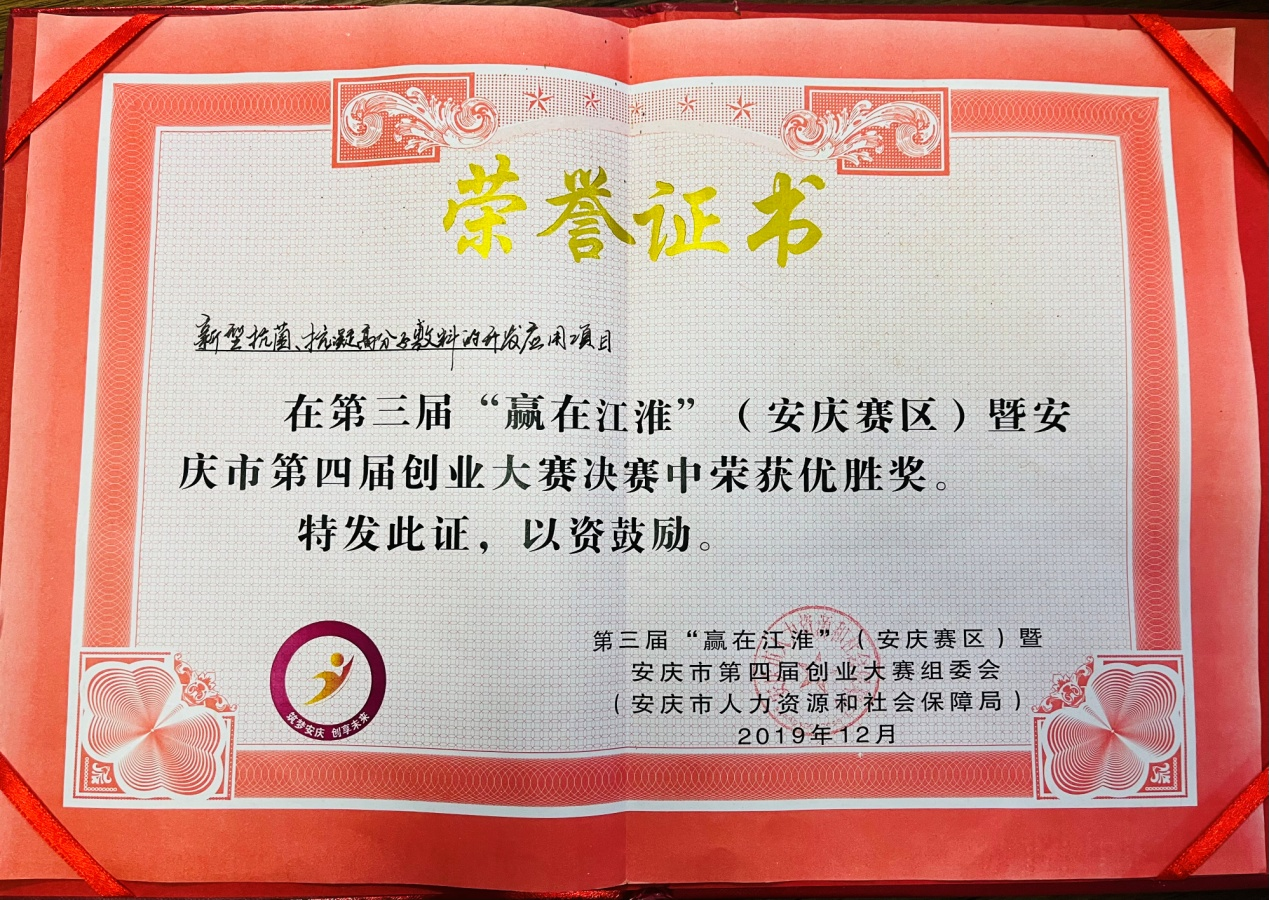 荣誉证书
新型抗菌、抗凝高分子敷料的开发应用项目
在第三届“赢在江淮”（安庆赛区）暨安
庆市第四届创业大赛决赛中荣获优胜奖。
特发此证，以资鼓励。
筑梦安庆 创享未来
第三届“赢在江淮”（安庆赛区）暨
安庆市第四届创业大赛组委会
（安庆市人力资源和社会保障局）
2019年12月